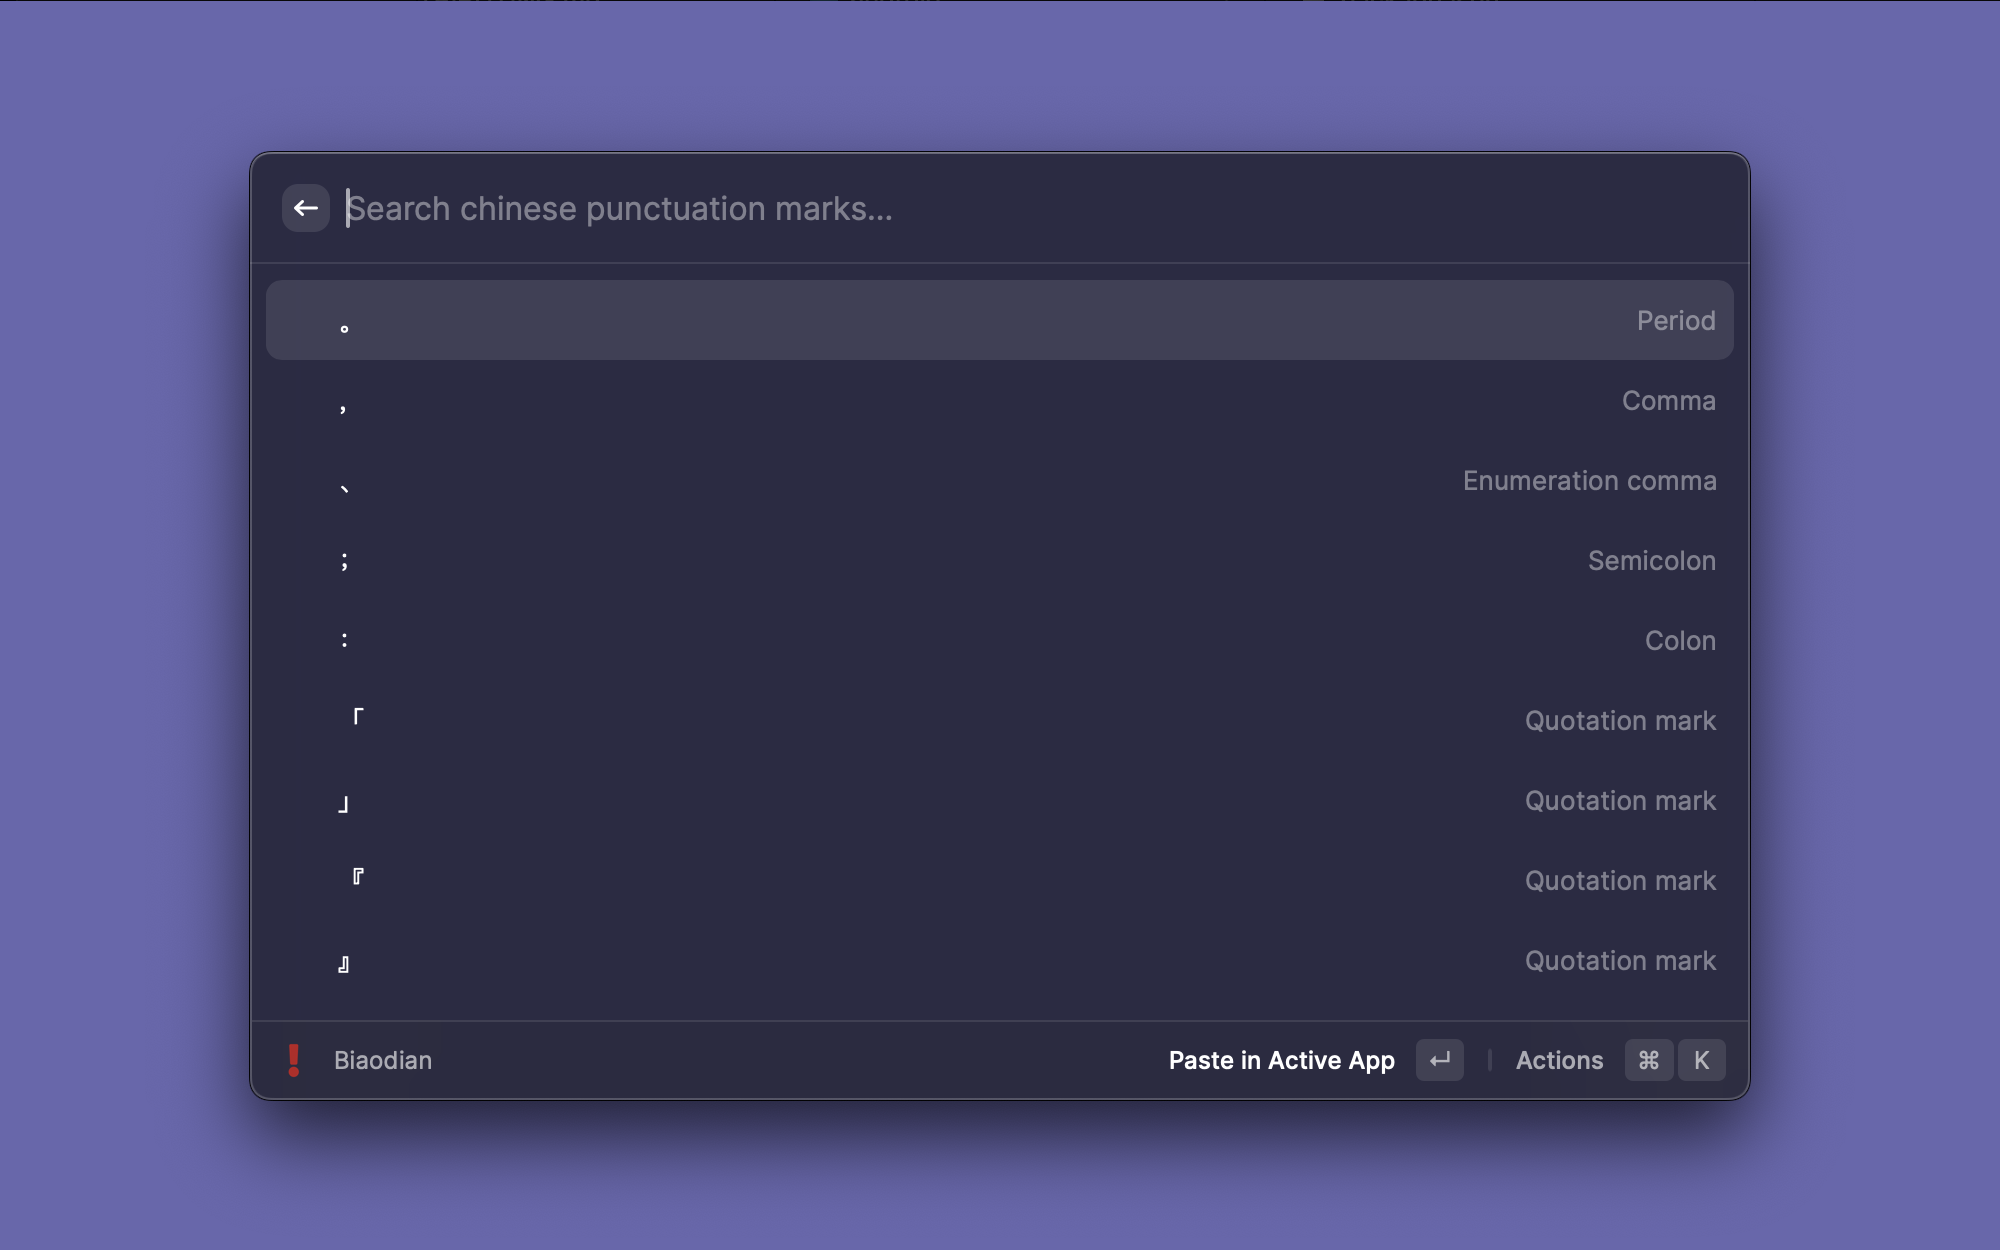 Search chinese punctuation marks...
。 Period
， Comma
、 Enumeration comma
； Semicolon
： Colon
「 Quotation mark
」 Quotation mark
『 Quotation mark
』 Quotation mark
Biaodian Paste in Active App ↵ Actions ⌘ K